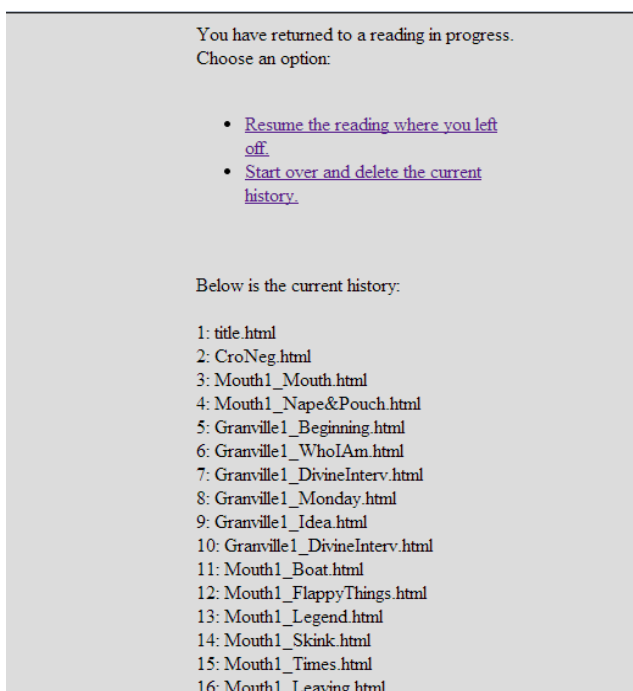 You have returned to a reading in progress.
Choose an option:
Resume the reading where you left
off.
Start over and delete the current
history.
Below is the current history:
1: title.html
2: CroNeg.html
3: Mouth1_Mouth.html
4: Mouth1_Nape&Pouch.html
5: Granville1_Beginning.html
6: Granville1_WhoIAm.html
7: Granville1_DivineInterv.html
8: Granville1_Monday.html
9: Granville1_Idea.html
10: Granville1_DivineInterv.html
11: Mouth1_Boat.html
12: Mouth1_FlappyThings.html
13: Mouth1_Legend.html
14: Mouth1_Skink.html
15: Mouth1_Times.html
16: Mouth1_Leaving.html